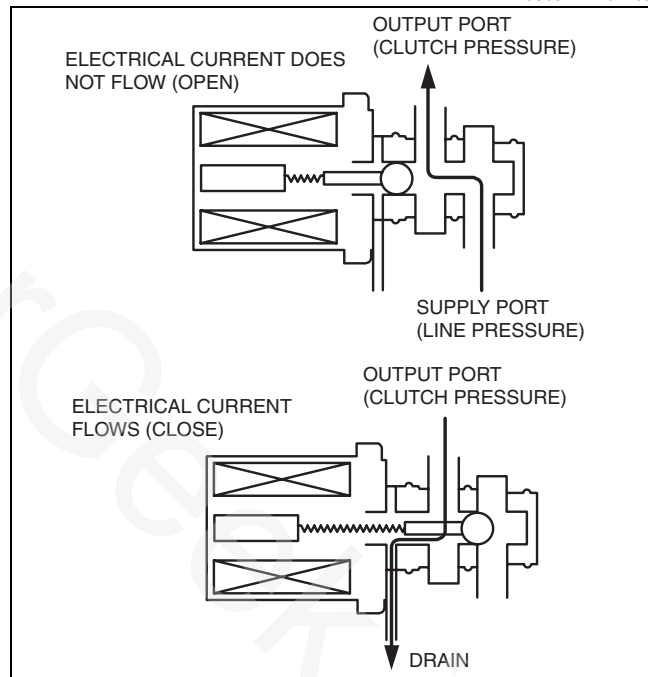 OUTPUT PORT
(CLUTCH PRESSURE)
ELECTRICAL CURRENT DOES
NOT FLOW (OPEN)
SUPPLY PORT
(LINE PRESSURE)
OUTPUT PORT
(CLUTCH PRESSURE)
ELECTRICAL CURRENT
FLOWS (CLOSE)
DRAIN